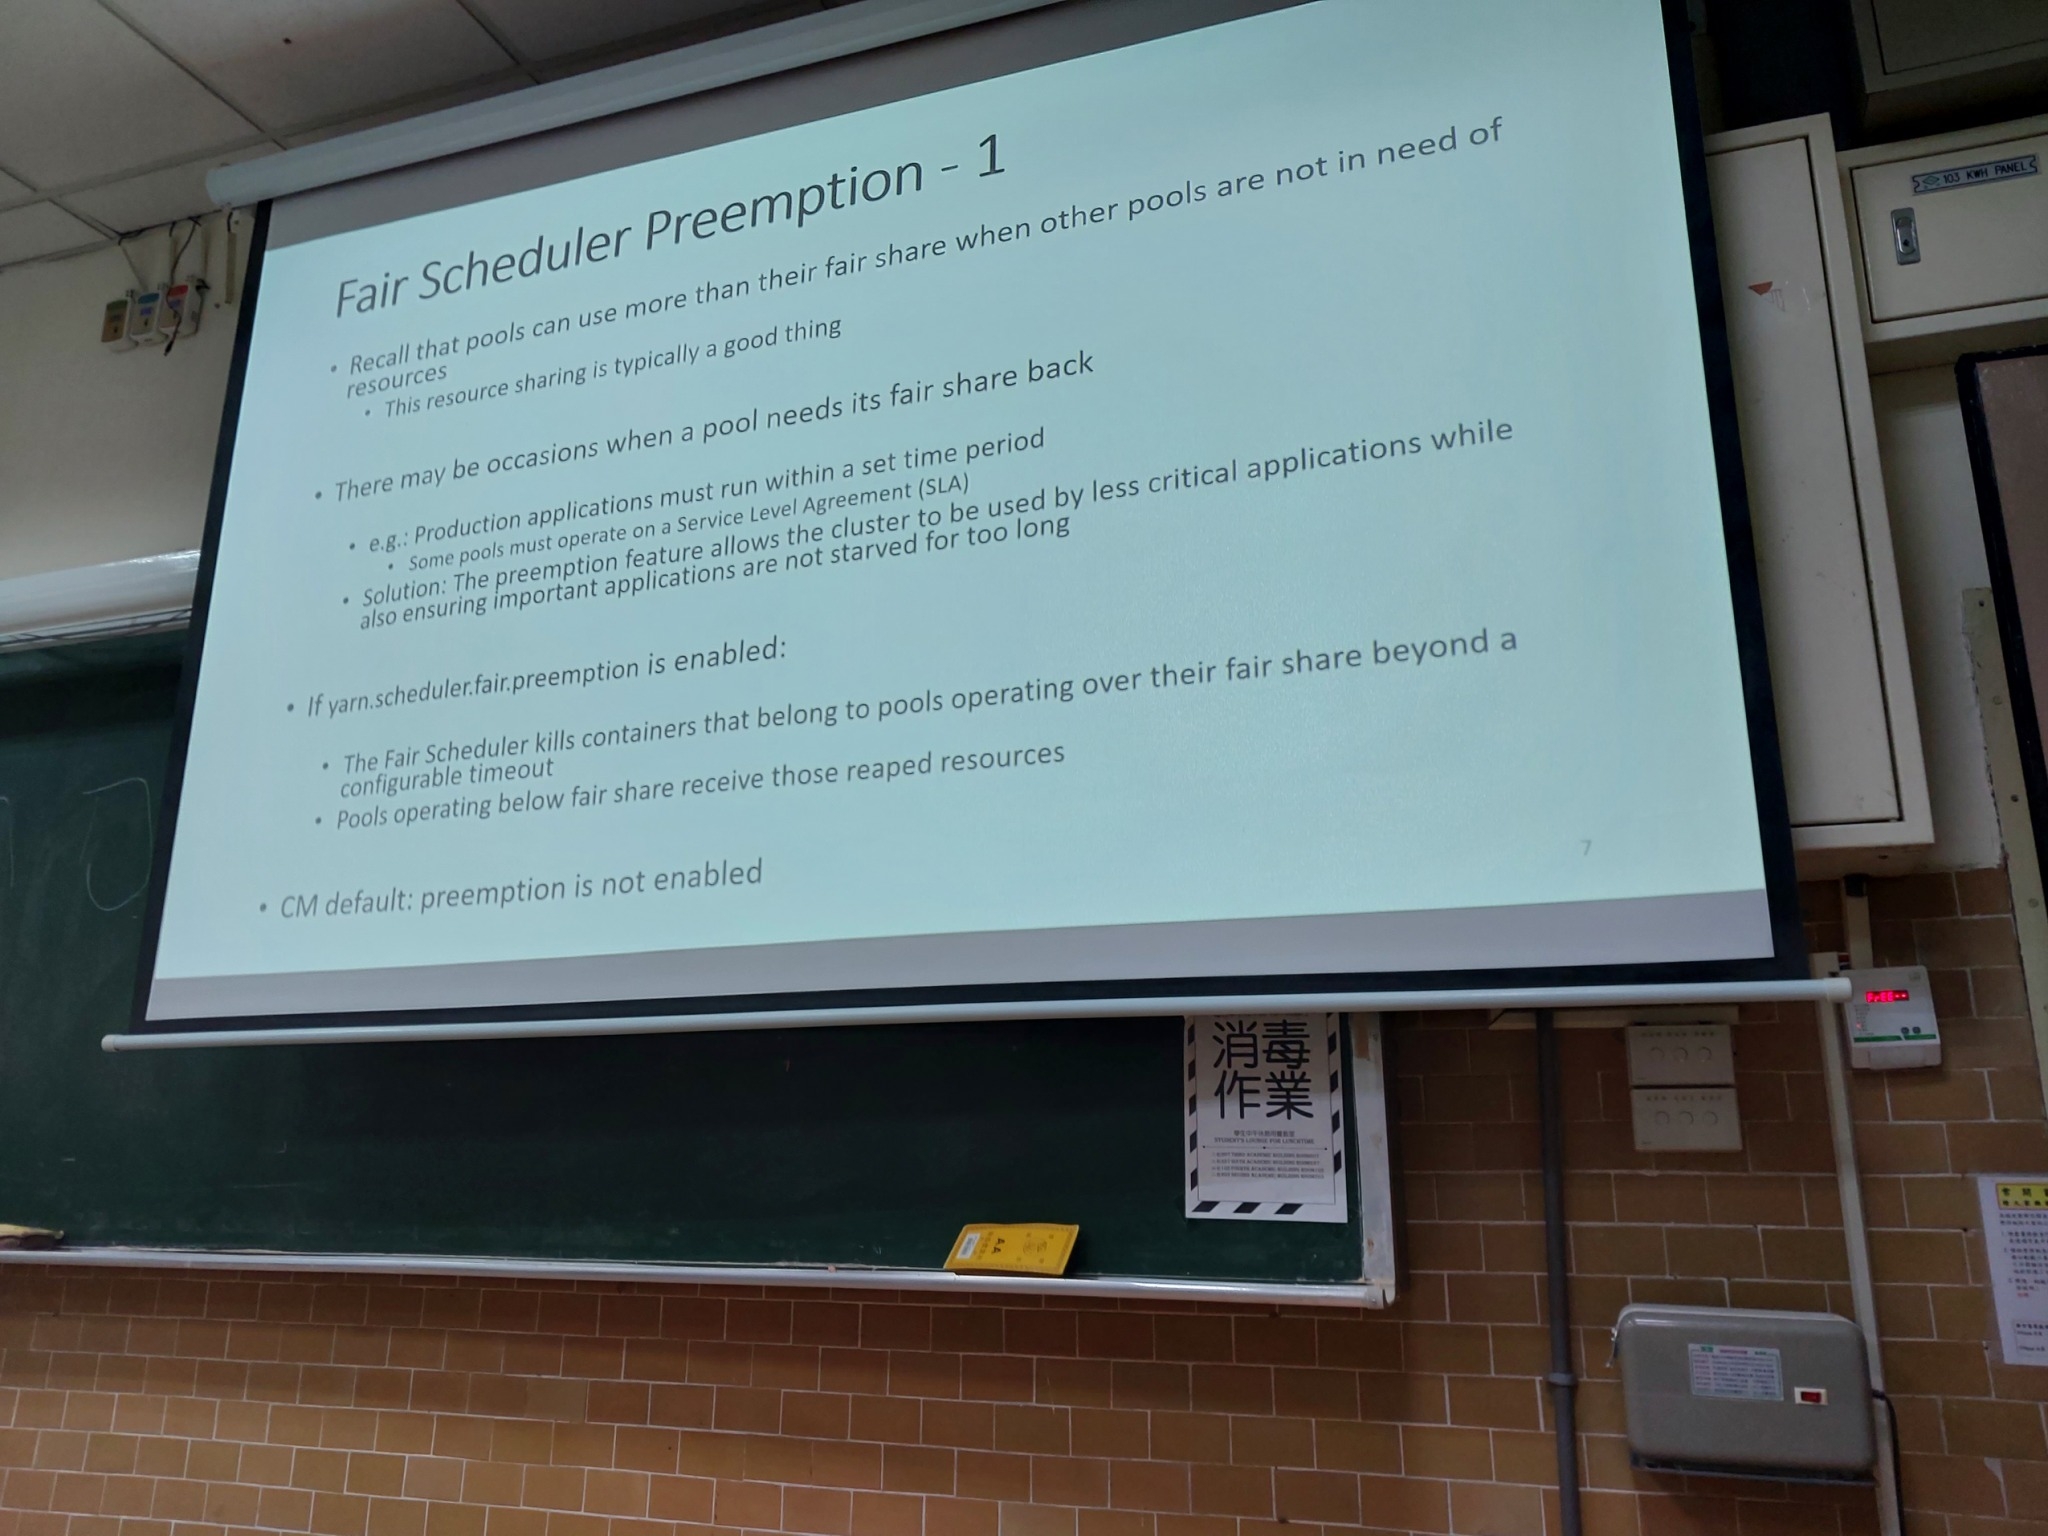 Fair Scheduler Preemption - 1
• Recall that pools can use more than their fair share when other pools are not in need of
resources
• This resource sharing is typically a good thing
• There may be occasions when a pool needs its fair share back
• e.g.: Production applications must run within a set time period
• Some pools must operate on a Service Level Agreement (SLA)
• Solution: The preemption feature allows the cluster to be used by less critical applications while
also ensuring important applications are not starved for too long
• If yarn.scheduler.fair.preemption is enabled:
• The Fair Scheduler kills containers that belong to pools operating over their fair share beyond a
configurable timeout
• Pools operating below fair share receive those reaped resources
• CM default: preemption is not enabled
7
103 KWH PANEL
消毒
作業
STUDENT'S LOUNGE FOR LUNCHTIME
AA